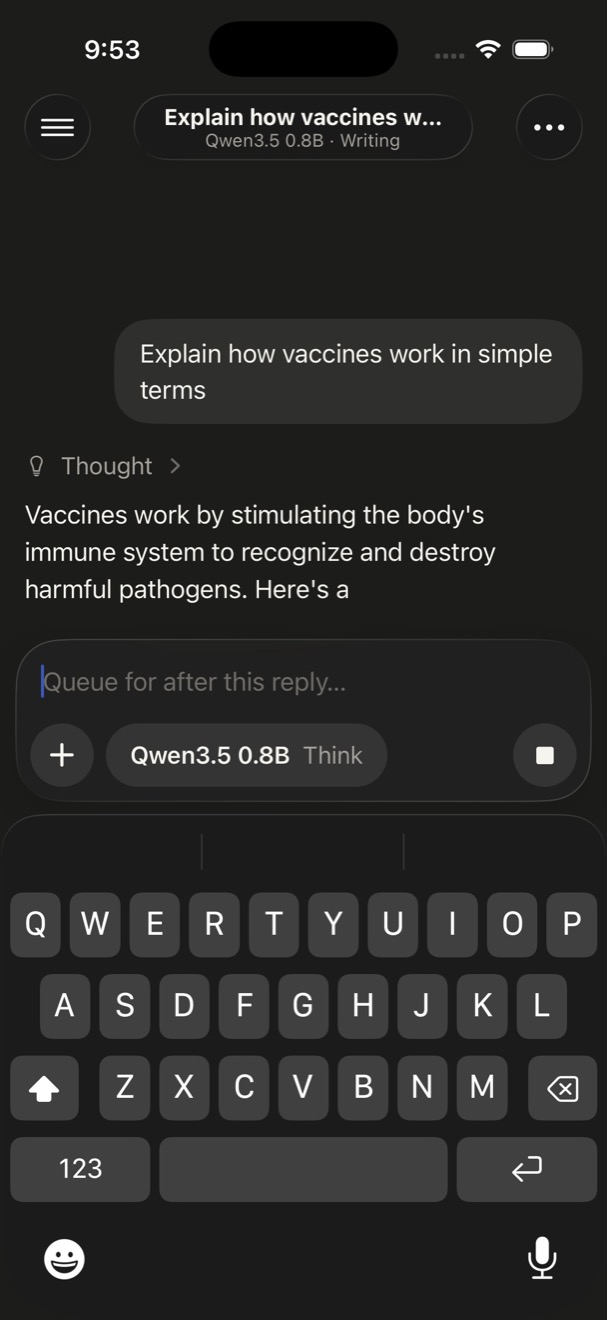 9:53
Explain how vaccines w...
Qwen3.5 0.8B · Writing
Explain how vaccines work in simple
terms
Thought
Vaccines work by stimulating the body's
immune system to recognize and destroy
harmful pathogens. Here's a
Queue for after this reply...
Qwen3.5 0.8B Think
Q W E R T Y U I O P
A S D F G H J K L
Z X C V B N M
123